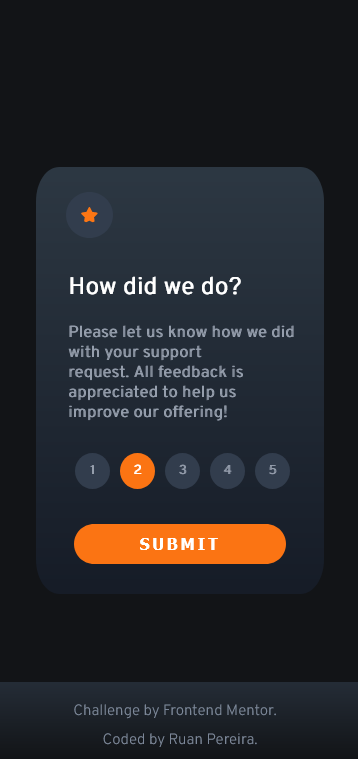 How did we do?
Please let us know how we did
with your support
request. All feedback is
appreciated to help us
improve our offering!
1 2 3 4 5
SUBMIT
Challenge by Frontend Mentor.
Coded by Ruan Pereira.